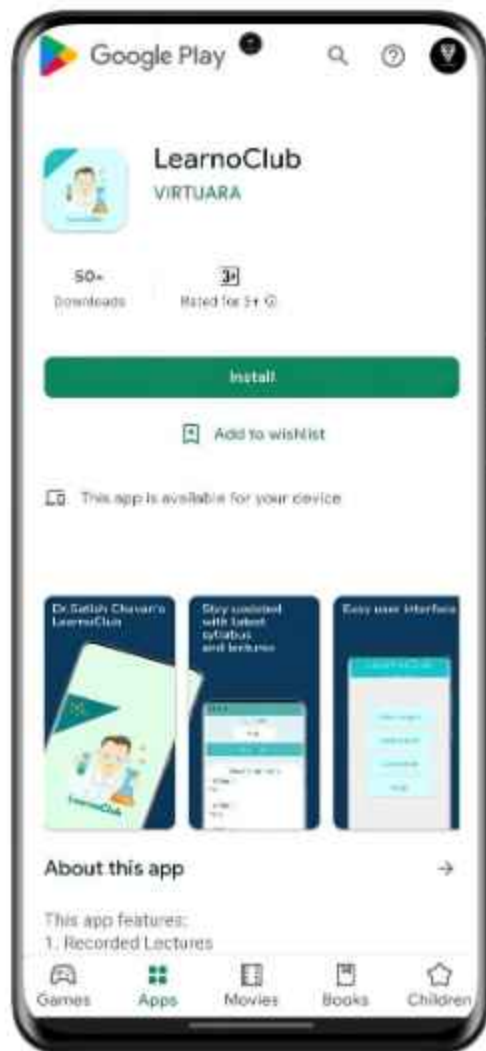 Google Play
LearnoClub
VIRTUARA
50+
Downloads
3+
Rated for 3+
Install
Add to wishlist
This app is available for your device
Dr.Satish Chavan's
LearnoClub
LearnoClub
Stay updated
with latest
syllabus
and lectures
Easy user interface
About this app
This app features:
1. Recorded Lectures
Games
Apps
Movies
Books
Children